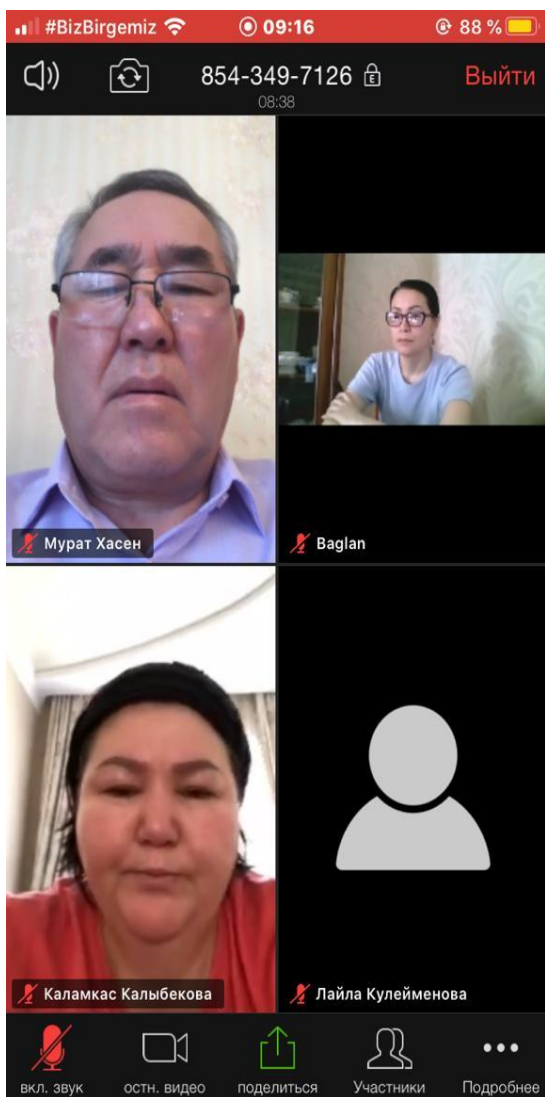 #BizBirgemiz 09:16 88 %
854-349-7126 Выйти
08:38
Мурат Хасен
Baglan
Каламкас Калыбекова
Лайла Кулейменова
вкл. звук остн. видео поделиться Участники Подробнее